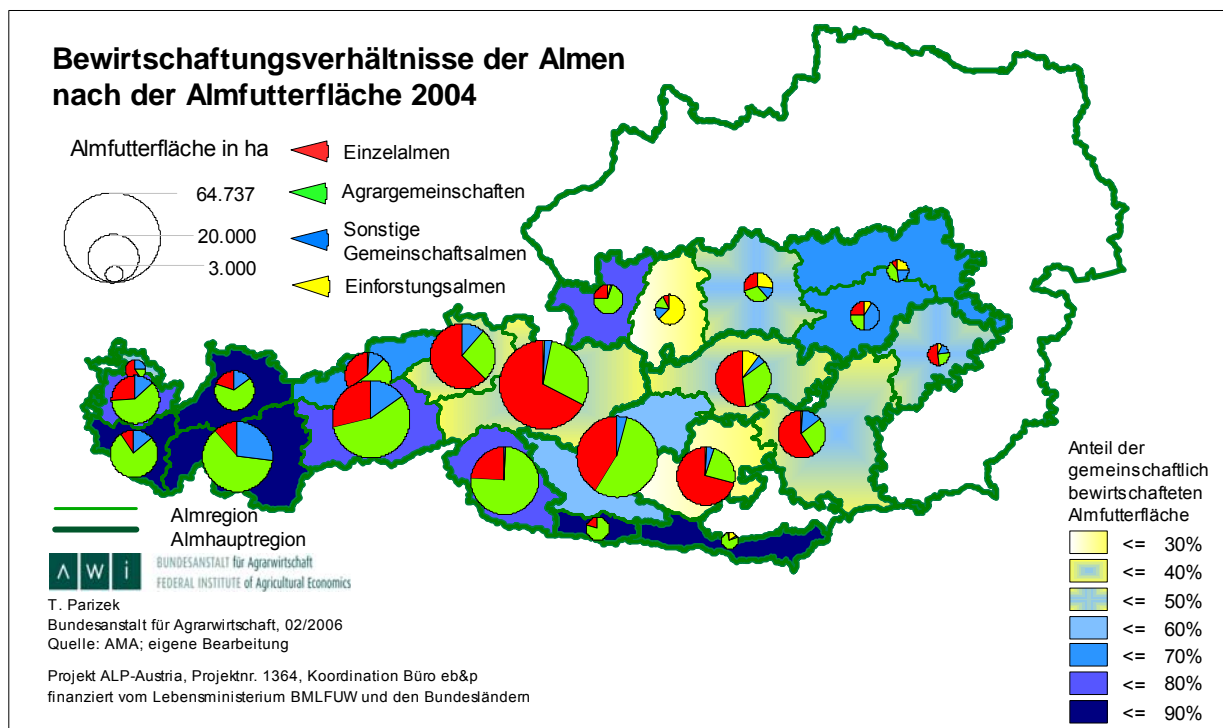 Bewirtschaftungsverhältnisse der Almen
nach der Almfutterfläche 2004
Almfutterfläche in ha
64.737
20.000
3.000
Einzelalmen
Agrargemeinschaften
Sonstige
Gemeinschaftsalmen
Einforstungsalmen
Almregion
Almhauptregion
AWi
BUNDESANSTALT für Agrarwirtschaft
FEDERAL INSTITUTE of Agricultural Economics
T. Parizek
Bundesanstalt für Agrarwirtschaft, 02/2006
Quelle: AMA; eigene Bearbeitung
Projekt ALP-Austria, Projektnr. 1364, Koordination Büro eb&p
finanziert vom Lebensministerium BMLFUW und den Bundesländern
Anteil der
gemeinschaftlich
bewirtschafteten
Almfutterfläche
<= 30%
<= 40%
<= 50%
<= 60%
<= 70%
<= 80%
<= 90%